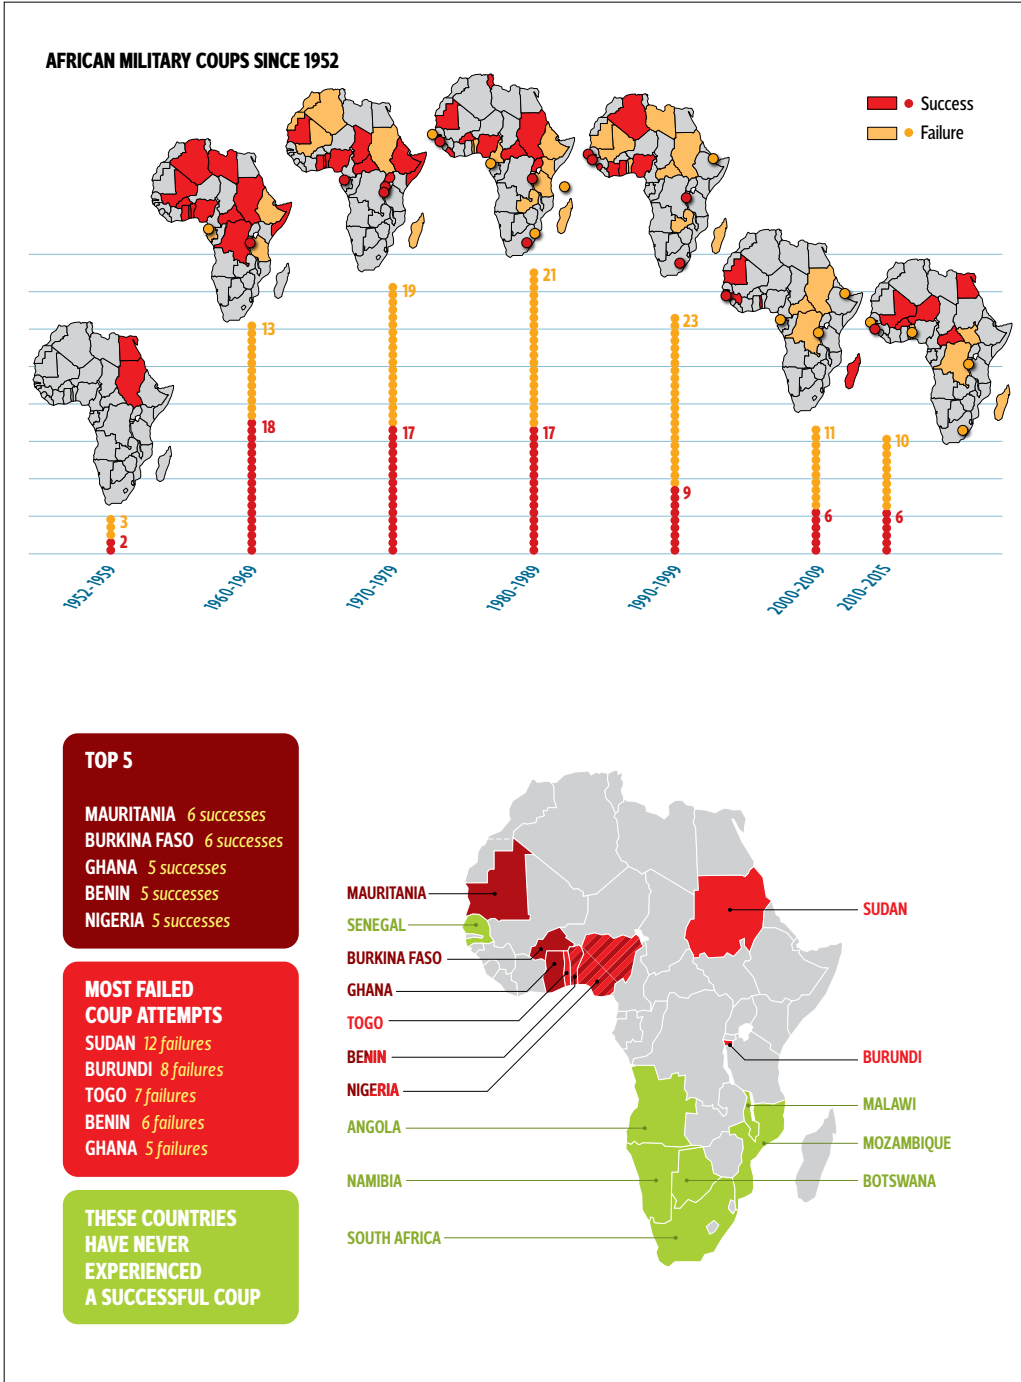 AFRICAN MILITARY COUPS SINCE 1952
Success
Failure
3
2
13
18
19
17
21
17
23
9
11
6
10
6
1952-1959
1960-1969
1970-1979
1980-1989
1990-1999
2000-2009
2010-2015
TOP 5
MAURITANIA 6 successes
BURKINA FASO 6 successes
GHANA 5 successes
BENIN 5 successes
NIGERIA 5 successes
MOST FAILED
COUP ATTEMPTS
SUDAN 12 failures
BURUNDI 8 failures
TOGO 7 failures
BENIN 6 failures
GHANA 5 failures
THESE COUNTRIES
HAVE NEVER
EXPERIENCED
A SUCCESSFUL COUP
MAURITANIA
SENEGAL
BURKINA FASO
GHANA
TOGO
BENIN
NIGERIA
ANGOLA
NAMIBIA
SOUTH AFRICA
SUDAN
BURUNDI
MALAWI
MOZAMBIQUE
BOTSWANA